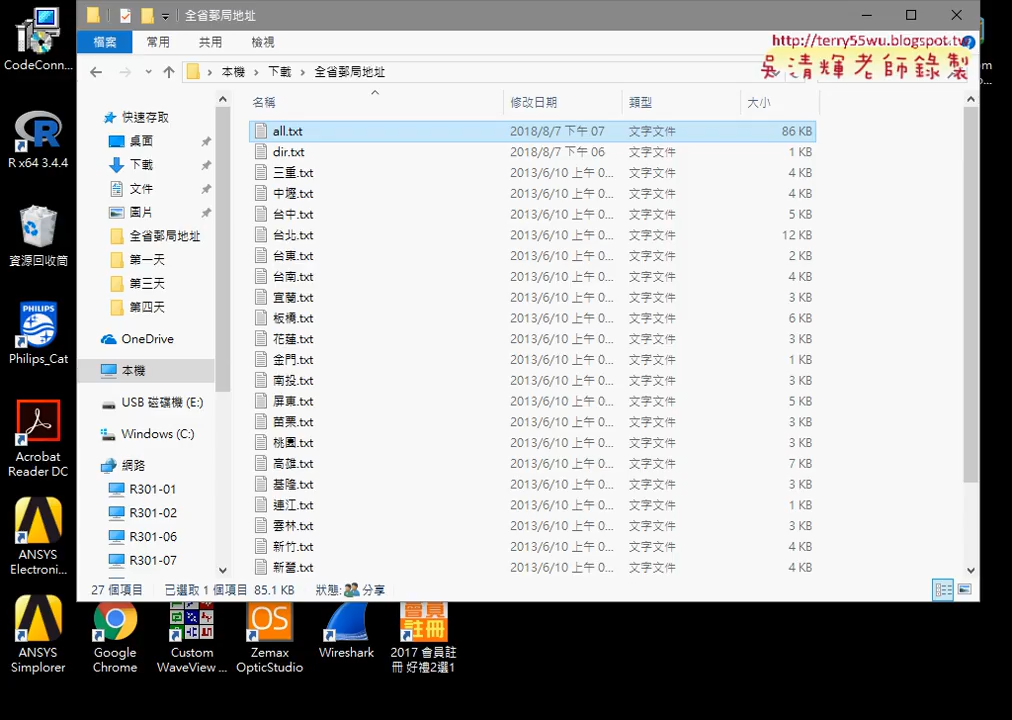 全省郵局地址
http://terry55wu.blogspot.tw
吳清輝老師錄製
檔案 常用 共用 檢視
本機 下載 全省郵局地址
名稱 修改日期 類型 大小
all.txt 2018/8/7 下午 07 文字文件 86 KB
dir.txt 2018/8/7 下午 06 文字文件 1 KB
三重.txt 2013/6/10 上午 0... 文字文件 4 KB
中壢.txt 2013/6/10 上午 0... 文字文件 4 KB
台中.txt 2013/6/10 上午 0... 文字文件 5 KB
台北.txt 2013/6/10 上午 0... 文字文件 12 KB
台東.txt 2013/6/10 上午 0... 文字文件 2 KB
台南.txt 2013/6/10 上午 0... 文字文件 4 KB
宜蘭.txt 2013/6/10 上午 0... 文字文件 3 KB
板橋.txt 2013/6/10 上午 0... 文字文件 6 KB
花蓮.txt 2013/6/10 上午 0... 文字文件 3 KB
金門.txt 2013/6/10 上午 0... 文字文件 1 KB
南投.txt 2013/6/10 上午 0... 文字文件 3 KB
屏東.txt 2013/6/10 上午 0... 文字文件 5 KB
苗栗.txt 2013/6/10 上午 0... 文字文件 3 KB
桃園.txt 2013/6/10 上午 0... 文字文件 3 KB
高雄.txt 2013/6/10 上午 0... 文字文件 7 KB
基隆.txt 2013/6/10 上午 0... 文字文件 3 KB
連江.txt 2013/6/10 上午 0... 文字文件 1 KB
雲林.txt 2013/6/10 上午 0... 文字文件 3 KB
新竹.txt 2013/6/10 上午 0... 文字文件 4 KB
新營.txt 2013/6/10 上午 0... 文字文件 4 KB
快速存取
桌面
下載
文件
圖片
全省郵局地址
第一天
第三天
第四天
OneDrive
本機
USB 磁碟機 (E:)
Windows (C:)
網路
R301-01
R301-02
R301-06
R301-07
27 個項目 已選取 1 個項目 85.1 KB 狀態: 分享
CodeConn...
R x64 3.4.4
資源回收筒
PHILIPS
Philips_Cat
Acrobat
Reader DC
ANSYS
Electroni...
ANSYS
Simplorer
Google
Chrome
Custom
WaveView ...
OS
Zemax
OpticStudio
Wireshark
會員
註冊
2017 會員註
冊 好禮2選1